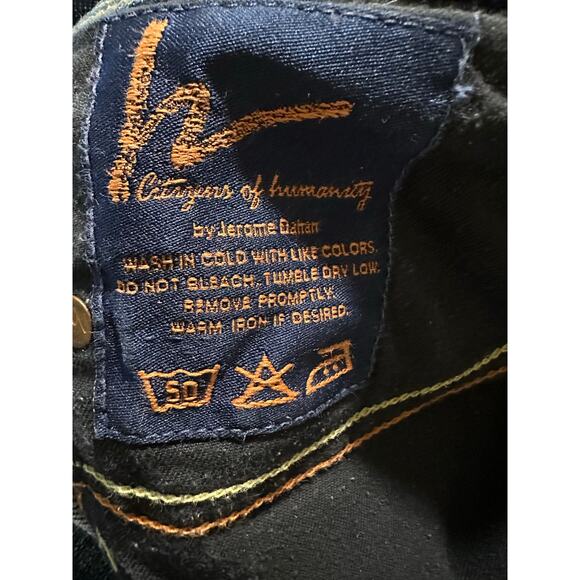 h
Citizens of humanity
by Jerome Dahan
WASH IN COLD WITH LIKE COLORS.
DO NOT BLEACH. TUMBLE DRY LOW.
REMOVE PROMPTLY.
WARM IRON IF DESIRED.
50